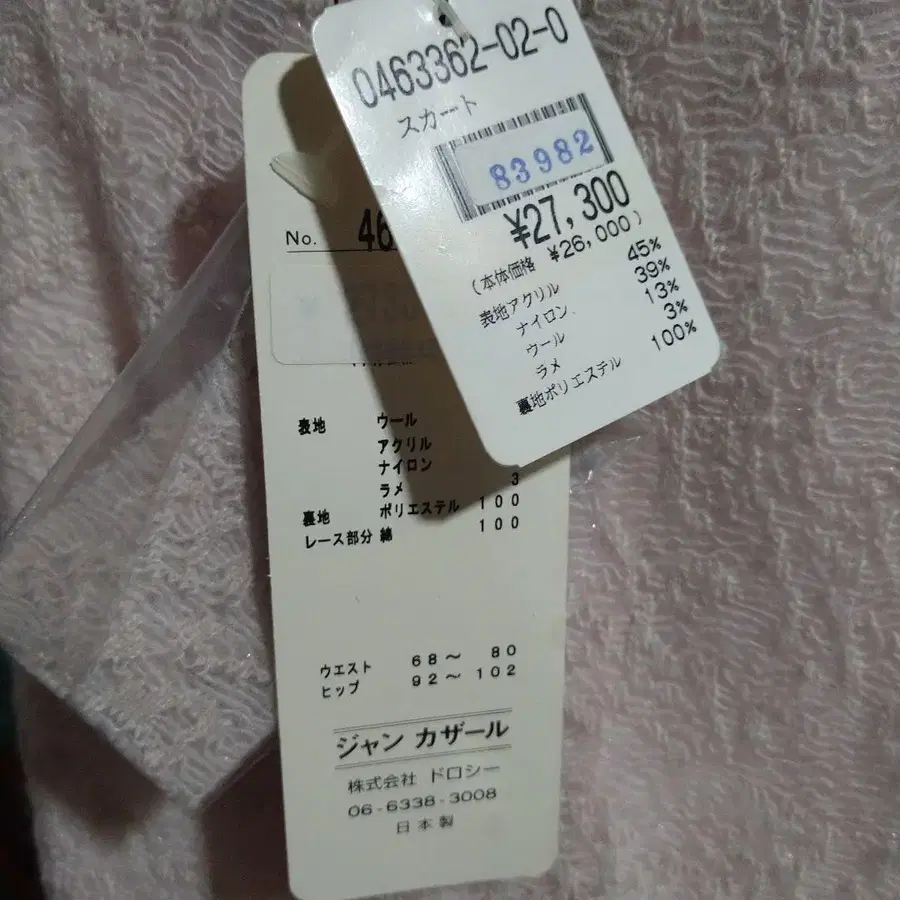 0463362-02-0
スカート
83982
¥27,300
(本体価格 ¥26,000)
表地アクリル 45%
ナイロン 39%
ウール 13%
ラメ 3%
裏地ポリエステル 100%
No. 46
表地 ウール
アクリル
ナイロン
ラメ 3
裏地 ポリエステル 100
レース部分 綿 100
ウエスト 68～ 80
ヒップ 92～ 102
ジャン カザール
株式会社 ドロシー
06-6338-3008
日本製